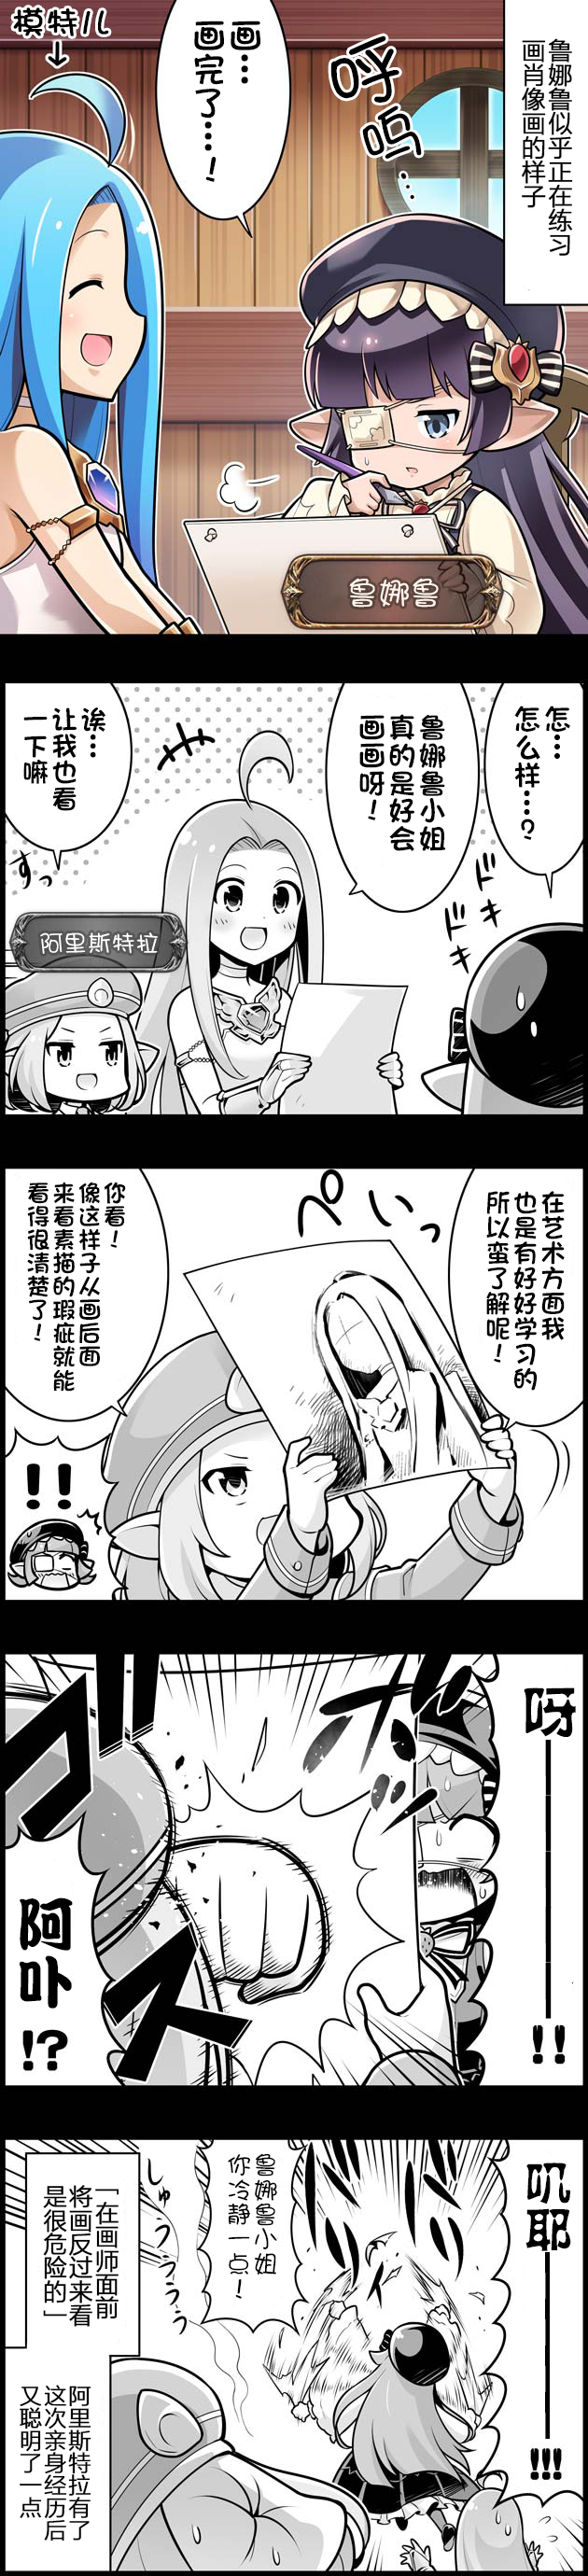 鲁娜鲁似乎正在练习
画肖像画的样子
模特儿
↓
呼呜…
画…
画完了…！
鲁娜鲁
怎…
怎么样…？
鲁娜鲁小姐
真的是好会
画画呀！
诶…
让我也看
一下嘛
ドキ
ドキ
すっ
阿里斯特拉
在艺术方面我
也是有好好学习的
所以蛮了解呢！
ぺいっ
你看！
像这样子从画后面
来看素描的瑕疵就能
看得很清楚了！
!!
呀——!!
ボ
ズ
ガ
阿卟!?
叽耶——!!!
鲁娜鲁小姐
你冷静一点！
しゅうううう
「在画师面前
将画反过来看
是很危险的」
阿里斯特拉有了
这次亲身经历后
又聪明了一点